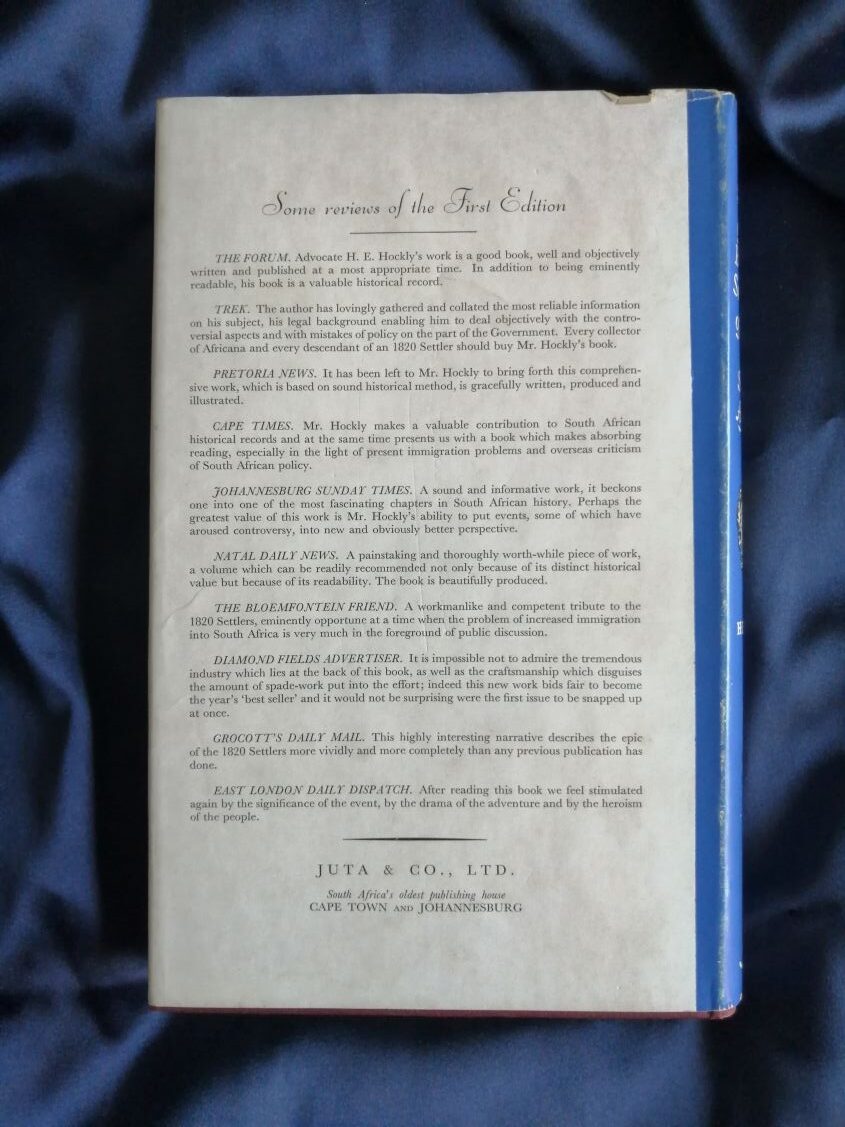 Some reviews of the First Edition
THE FORUM. Advocate H. E. Hockly's work is a good book, well and objectively
written and published at a most appropriate time. In addition to being eminently
readable, his book is a valuable historical record.
TREK. The author has lovingly gathered and collated the most reliable information
on his subject, his legal background enabling him to deal objectively with the contro-
versial aspects and with mistakes of policy on the part of the Government. Every collector
of Africana and every descendant of an 1820 Settler should buy Mr. Hockly's book.
PRETORIA NEWS. It has been left to Mr. Hockly to bring forth this comprehen-
sive work, which is based on sound historical method, is gracefully written, produced and
illustrated.
CAPE TIMES. Mr. Hockly makes a valuable contribution to South African
historical records and at the same time presents us with a book which makes absorbing
reading, especially in the light of present immigration problems and overseas criticism
of South African policy.
JOHANNESBURG SUNDAY TIMES. A sound and informative work, it beckons
one into one of the most fascinating chapters in South African history. Perhaps the
greatest value of this work is Mr. Hockly's ability to put events, some of which have
aroused controversy, into new and obviously better perspective.
NATAL DAILY NEWS. A painstaking and thoroughly worth-while piece of work,
a volume which can be readily recommended not only because of its distinct historical
value but because of its readability. The book is beautifully produced.
THE BLOEMFONTEIN FRIEND. A workmanlike and competent tribute to the
1820 Settlers, eminently opportune at a time when the problem of increased immigration
into South Africa is very much in the foreground of public discussion.
DIAMOND FIELDS ADVERTISER. It is impossible not to admire the tremendous
industry which lies at the back of this book, as well as the craftsmanship which disguises
the amount of spade-work put into the effort; indeed this new work bids fair to become
the year's 'best seller' and it would not be surprising were the first issue to be snapped up
at once.
GROCOTT'S DAILY MAIL. This highly interesting narrative describes the epic
of the 1820 Settlers more vividly and more completely than any previous publication has
done.
EAST LONDON DAILY DISPATCH. After reading this book we feel stimulated
again by the significance of the event, by the drama of the adventure and by the heroism
of the people.
JUTA & CO., LTD.
South Africa's oldest publishing house
CAPE TOWN AND JOHANNESBURG